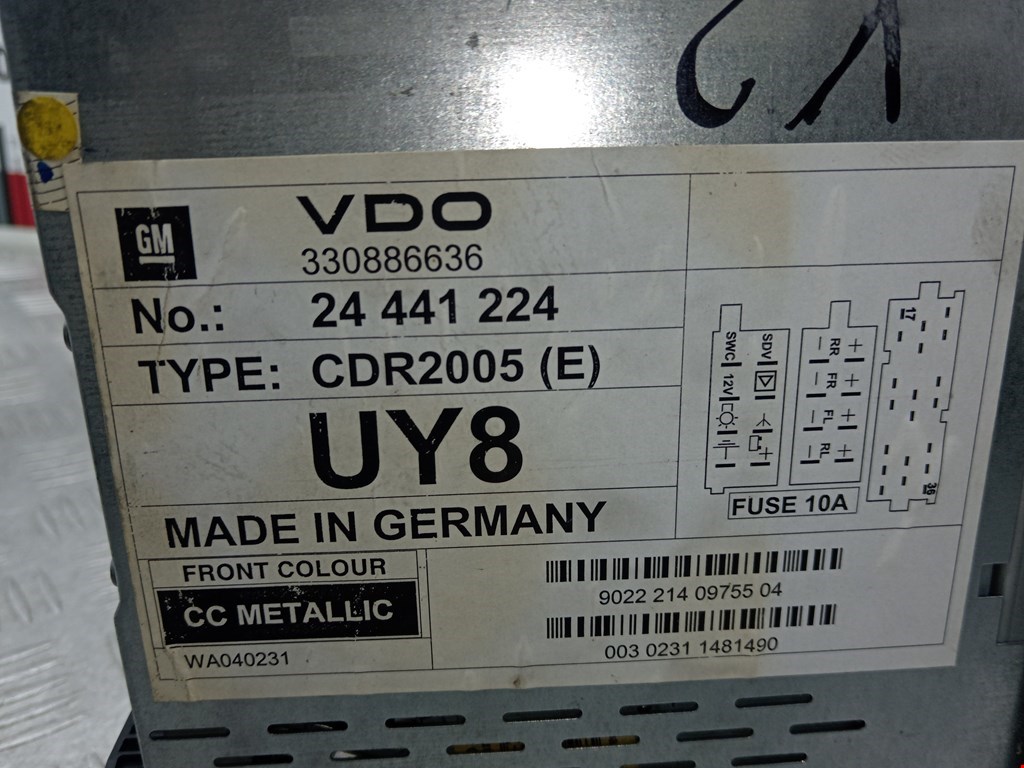 GM
VDO
330886636
No.: 24 441 224
TYPE: CDR2005 (E)
UY8
MADE IN GERMANY
FRONT COLOUR
CC METALLIC
WA040231
SWC 12V
SDV
RR FR FL RL
17
36
FUSE 10A
9022 214 09755 04
003 0231 1481490